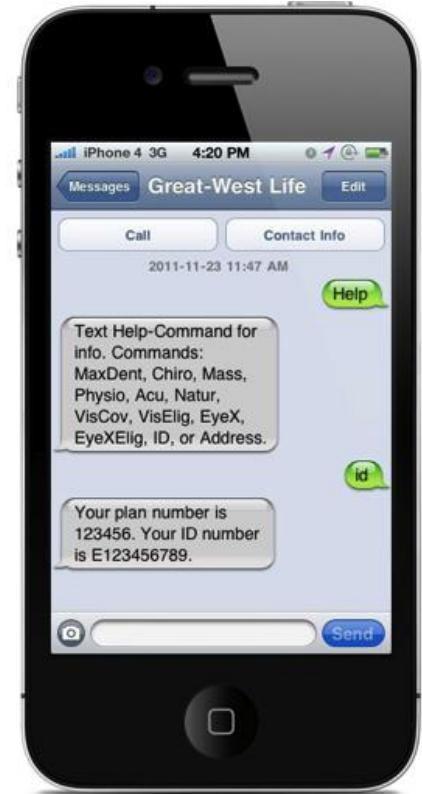 iPhone 4 3G 4:20 PM
Messages Great-West Life Edit
Call Contact Info
2011-11-23 11:47 AM
Help
Text Help-Command for
info. Commands:
MaxDent, Chiro, Mass,
Physio, Acu, Natur,
VisCov, VisElig, EyeX,
EyeXElig, ID, or Address.
id
Your plan number is
123456. Your ID number
is E123456789.
Send